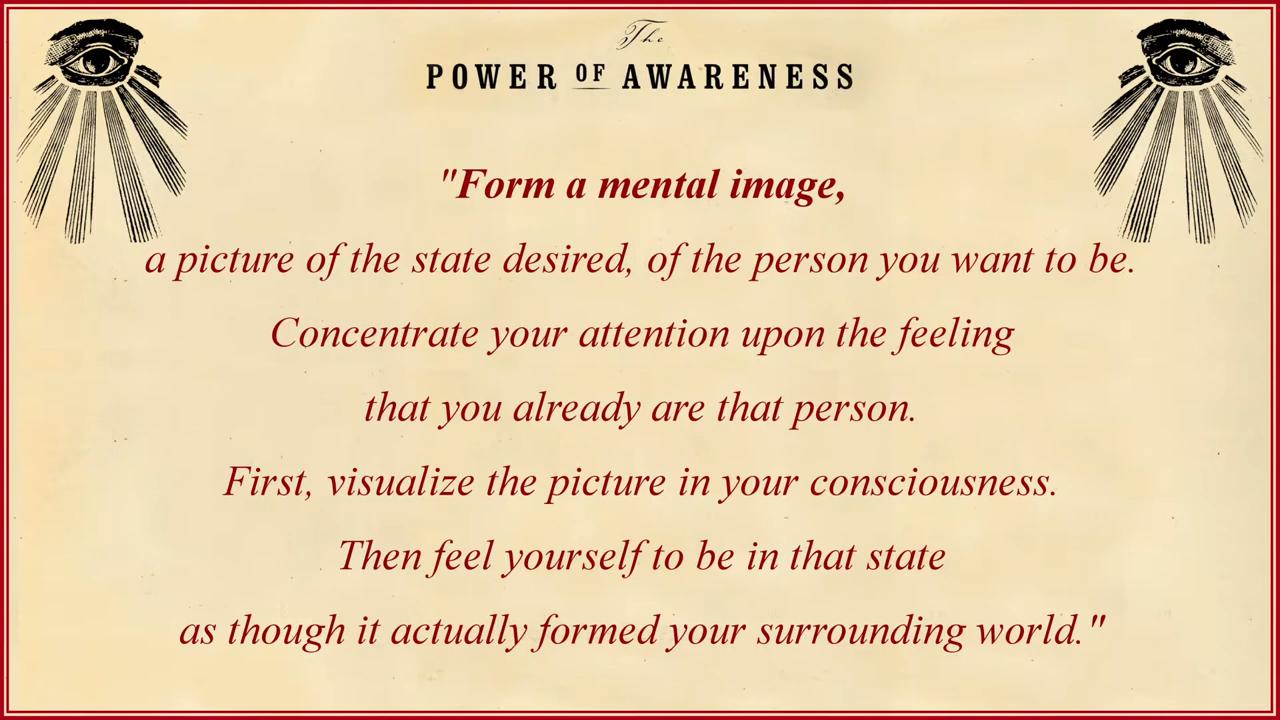 The
POWER OF AWARENESS
"Form a mental image,
a picture of the state desired, of the person you want to be.
Concentrate your attention upon the feeling
that you already are that person.
First, visualize the picture in your consciousness.
Then feel yourself to be in that state
as though it actually formed your surrounding world."